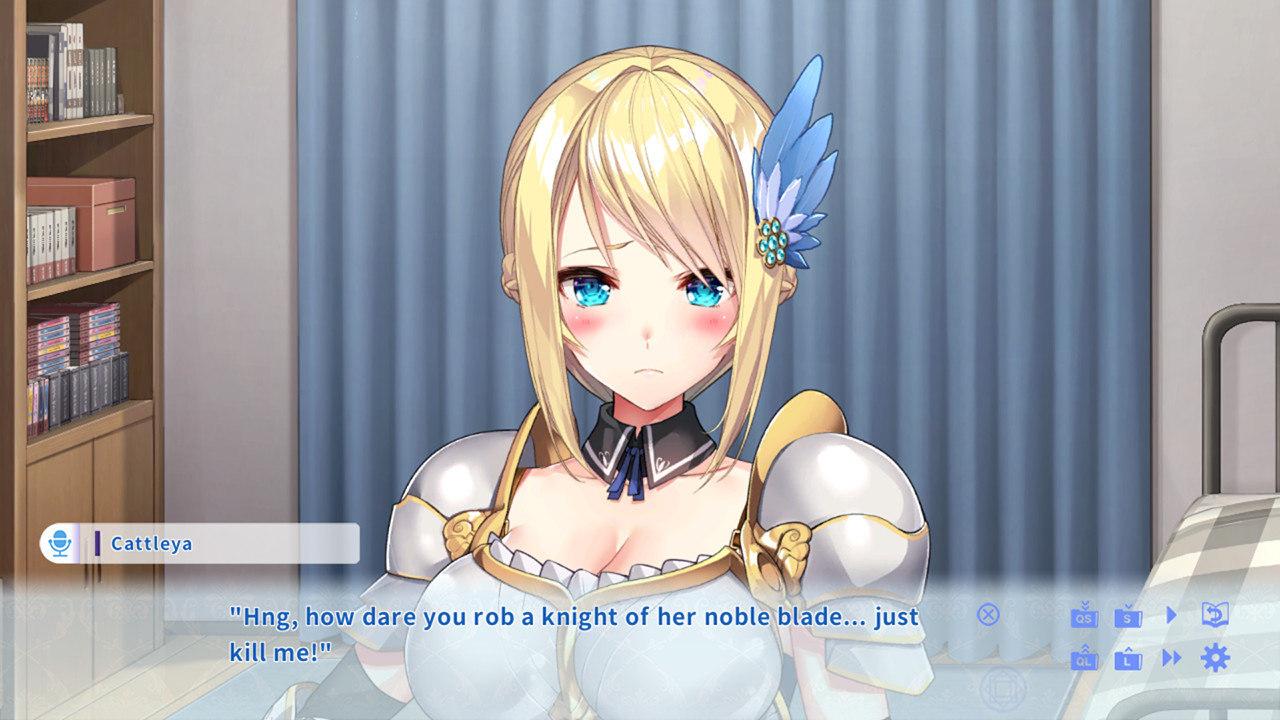 Cattleya
"Hng, how dare you rob a knight of her noble blade... just
kill me!"
QS
S
QL
L